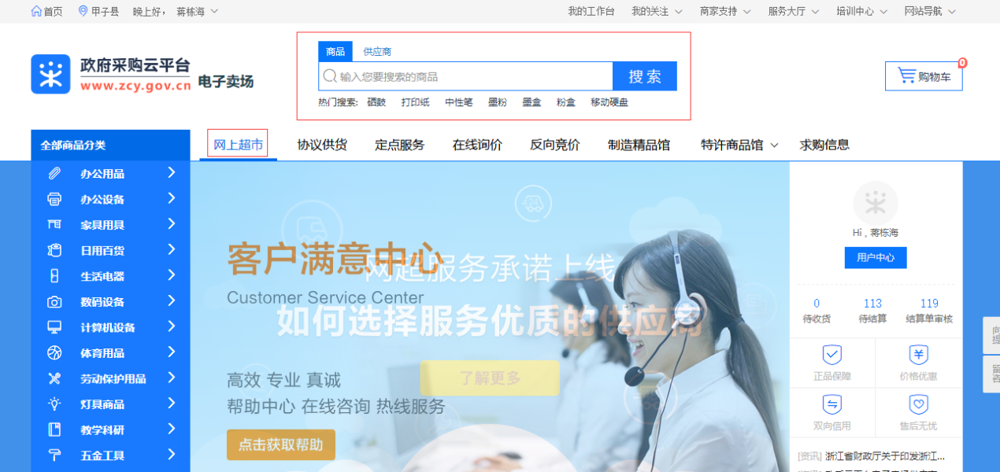 首页 甲子县 晚上好， 蒋栋海 我的工作台 我的关注 商家支持 服务大厅 培训中心 网站导航
政府采购云平台
www.zcy.gov.cn
电子卖场
商品 供应商
输入您要搜索的商品 搜 索
热门搜索: 硒鼓 打印纸 中性笔 墨粉 墨盒 粉盒 移动硬盘
0
购物车
全部商品分类 网上超市 协议供货 定点服务 在线询价 反向竞价 制造精品馆 特许商品馆 求购信息
办公用品
办公设备
家具用具
日用百货
生活电器
数码设备
计算机设备
体育用品
劳动保护用品
灯具商品
教学科研
五金工具
24
客户满意中心
网超服务承诺上线
Customer Service Center
如何选择服务优质的供应商
了解更多
高效 专业 真诚
帮助中心 在线咨询 热线服务
点击获取帮助
采
Hi , 蒋栋海
用户中心
0 113 119
待收货 待结算 结算单审核
正品保障 价格优惠
双向信用 售后无忧
[资讯] 浙江省财政厅关于印发浙江...